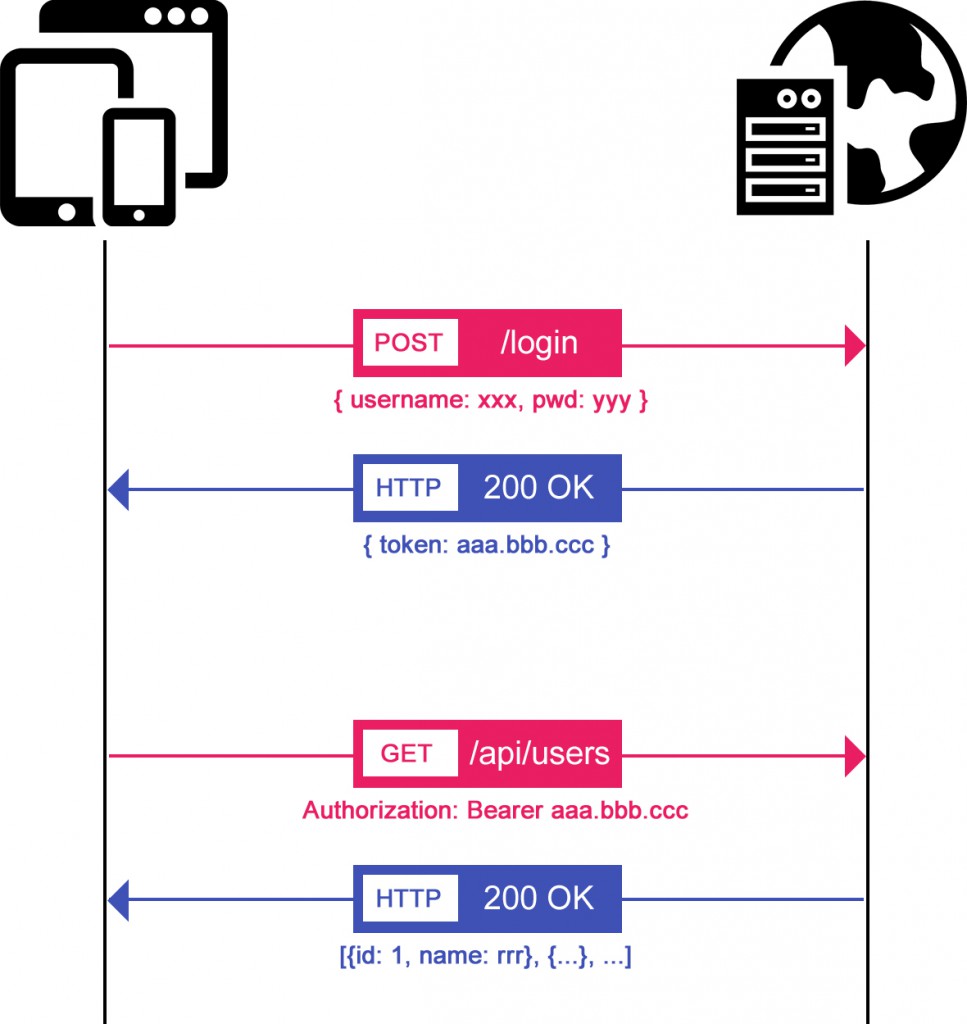 POST /login
{ username: xxx, pwd: yyy }
HTTP 200 OK
{ token: aaa.bbb.ccc }
GET /api/users
Authorization: Bearer aaa.bbb.ccc
HTTP 200 OK
[{id: 1, name: rrr}, {...}, ...]